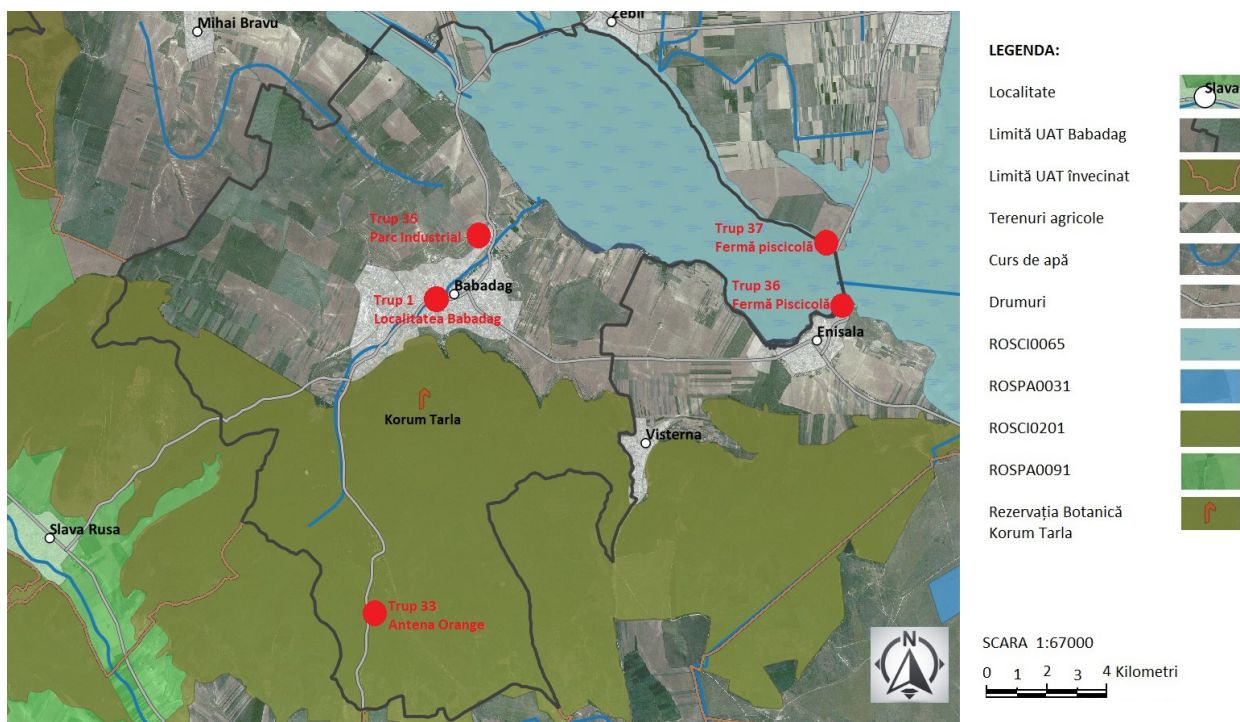 Mihai Bravu
Zebil
Trup 35
Parc Industrial
Trup 37
Fermă piscicolă
Trup 1
Localitatea Babadag
Babadag
Trup 36
Fermă Piscicolă
Enisala
Korum Tarla
Visterna
Slava Rusa
Trup 33
Antena Orange
N
LEGENDA:
Localitate
Slava
Limită UAT Babadag
Limită UAT învecinat
Terenuri agricole
Curs de apă
Drumuri
ROSCI0065
ROSPA0031
ROSCI0201
ROSPA0091
Rezervația Botanică
Korum Tarla
SCARA 1:67000
0 1 2 3 4 Kilometri